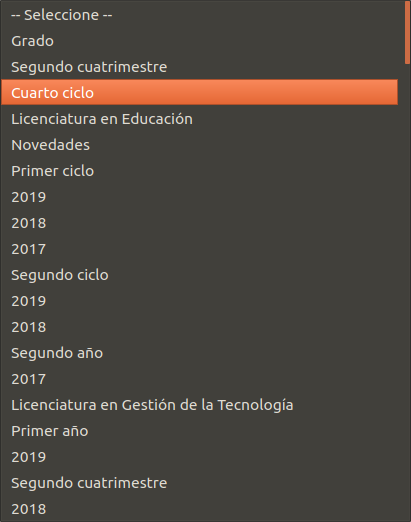 -- Seleccione --
Grado
Segundo cuatrimestre
Cuarto ciclo
Licenciatura en Educación
Novedades
Primer ciclo
2019
2018
2017
Segundo ciclo
2019
2018
Segundo año
2017
Licenciatura en Gestión de la Tecnología
Primer año
2019
Segundo cuatrimestre
2018